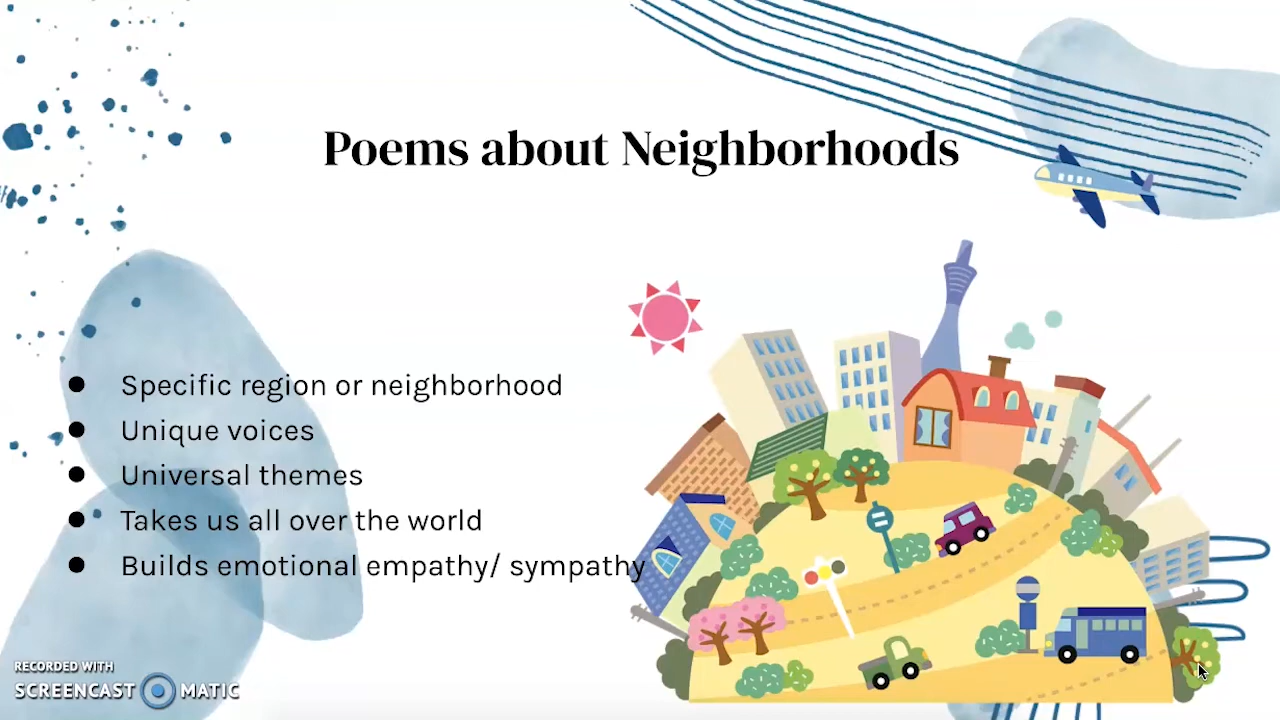 Poems about Neighborhoods
● Specific region or neighborhood
● Unique voices
● Universal themes
● Takes us all over the world
● Builds emotional empathy/ sympathy
RECORDED WITH
SCREENCAST MATIC